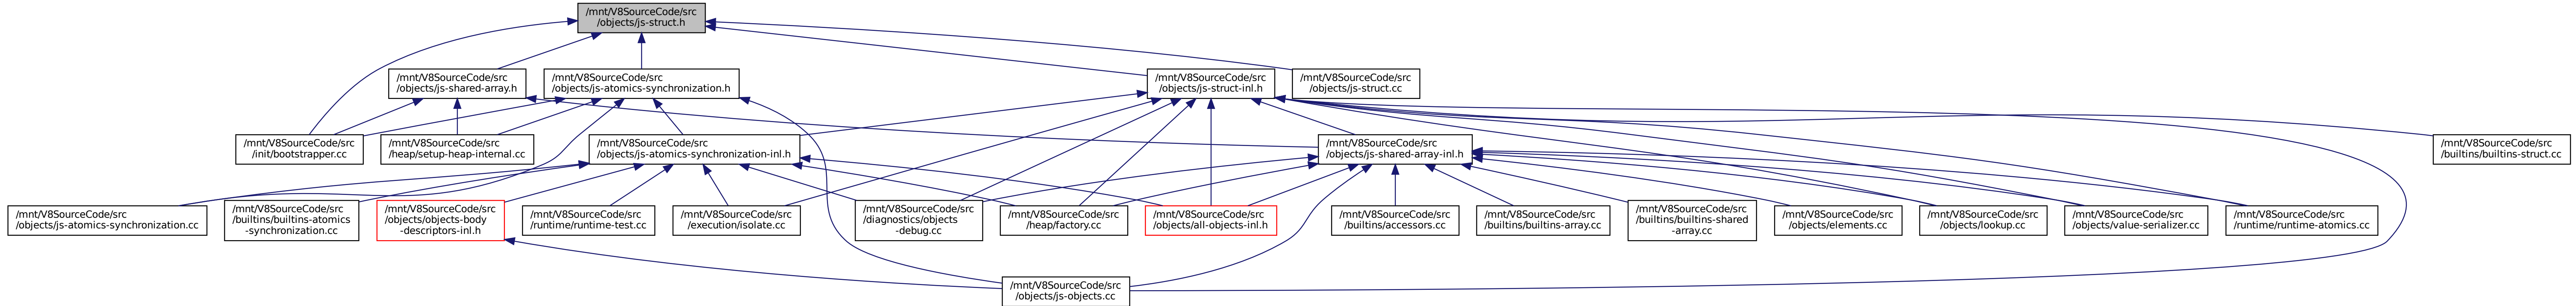 /mnt/V8SourceCode/src
/objects/js-struct.h
/mnt/V8SourceCode/src
/objects/js-shared-array.h
/mnt/V8SourceCode/src
/objects/js-atomics-synchronization.h
/mnt/V8SourceCode/src
/objects/js-struct-inl.h
/mnt/V8SourceCode/src
/objects/js-struct.cc
/mnt/V8SourceCode/src
/init/bootstrapper.cc
/mnt/V8SourceCode/src
/heap/setup-heap-internal.cc
/mnt/V8SourceCode/src
/objects/js-atomics-synchronization-inl.h
/mnt/V8SourceCode/src
/objects/js-shared-array-inl.h
/mnt/V8SourceCode/src
/builtins/builtins-struct.cc
/mnt/V8SourceCode/src
/objects/js-atomics-synchronization.cc
/mnt/V8SourceCode/src
/builtins/builtins-atomics
-synchronization.cc
/mnt/V8SourceCode/src
/objects/objects-body
-descriptors-inl.h
/mnt/V8SourceCode/src
/runtime/runtime-test.cc
/mnt/V8SourceCode/src
/execution/isolate.cc
/mnt/V8SourceCode/src
/diagnostics/objects
-debug.cc
/mnt/V8SourceCode/src
/heap/factory.cc
/mnt/V8SourceCode/src
/objects/all-objects-inl.h
/mnt/V8SourceCode/src
/builtins/accessors.cc
/mnt/V8SourceCode/src
/builtins/builtins-array.cc
/mnt/V8SourceCode/src
/builtins/builtins-shared
-array.cc
/mnt/V8SourceCode/src
/objects/elements.cc
/mnt/V8SourceCode/src
/objects/lookup.cc
/mnt/V8SourceCode/src
/objects/value-serializer.cc
/mnt/V8SourceCode/src
/runtime/runtime-atomics.cc
/mnt/V8SourceCode/src
/objects/js-objects.cc